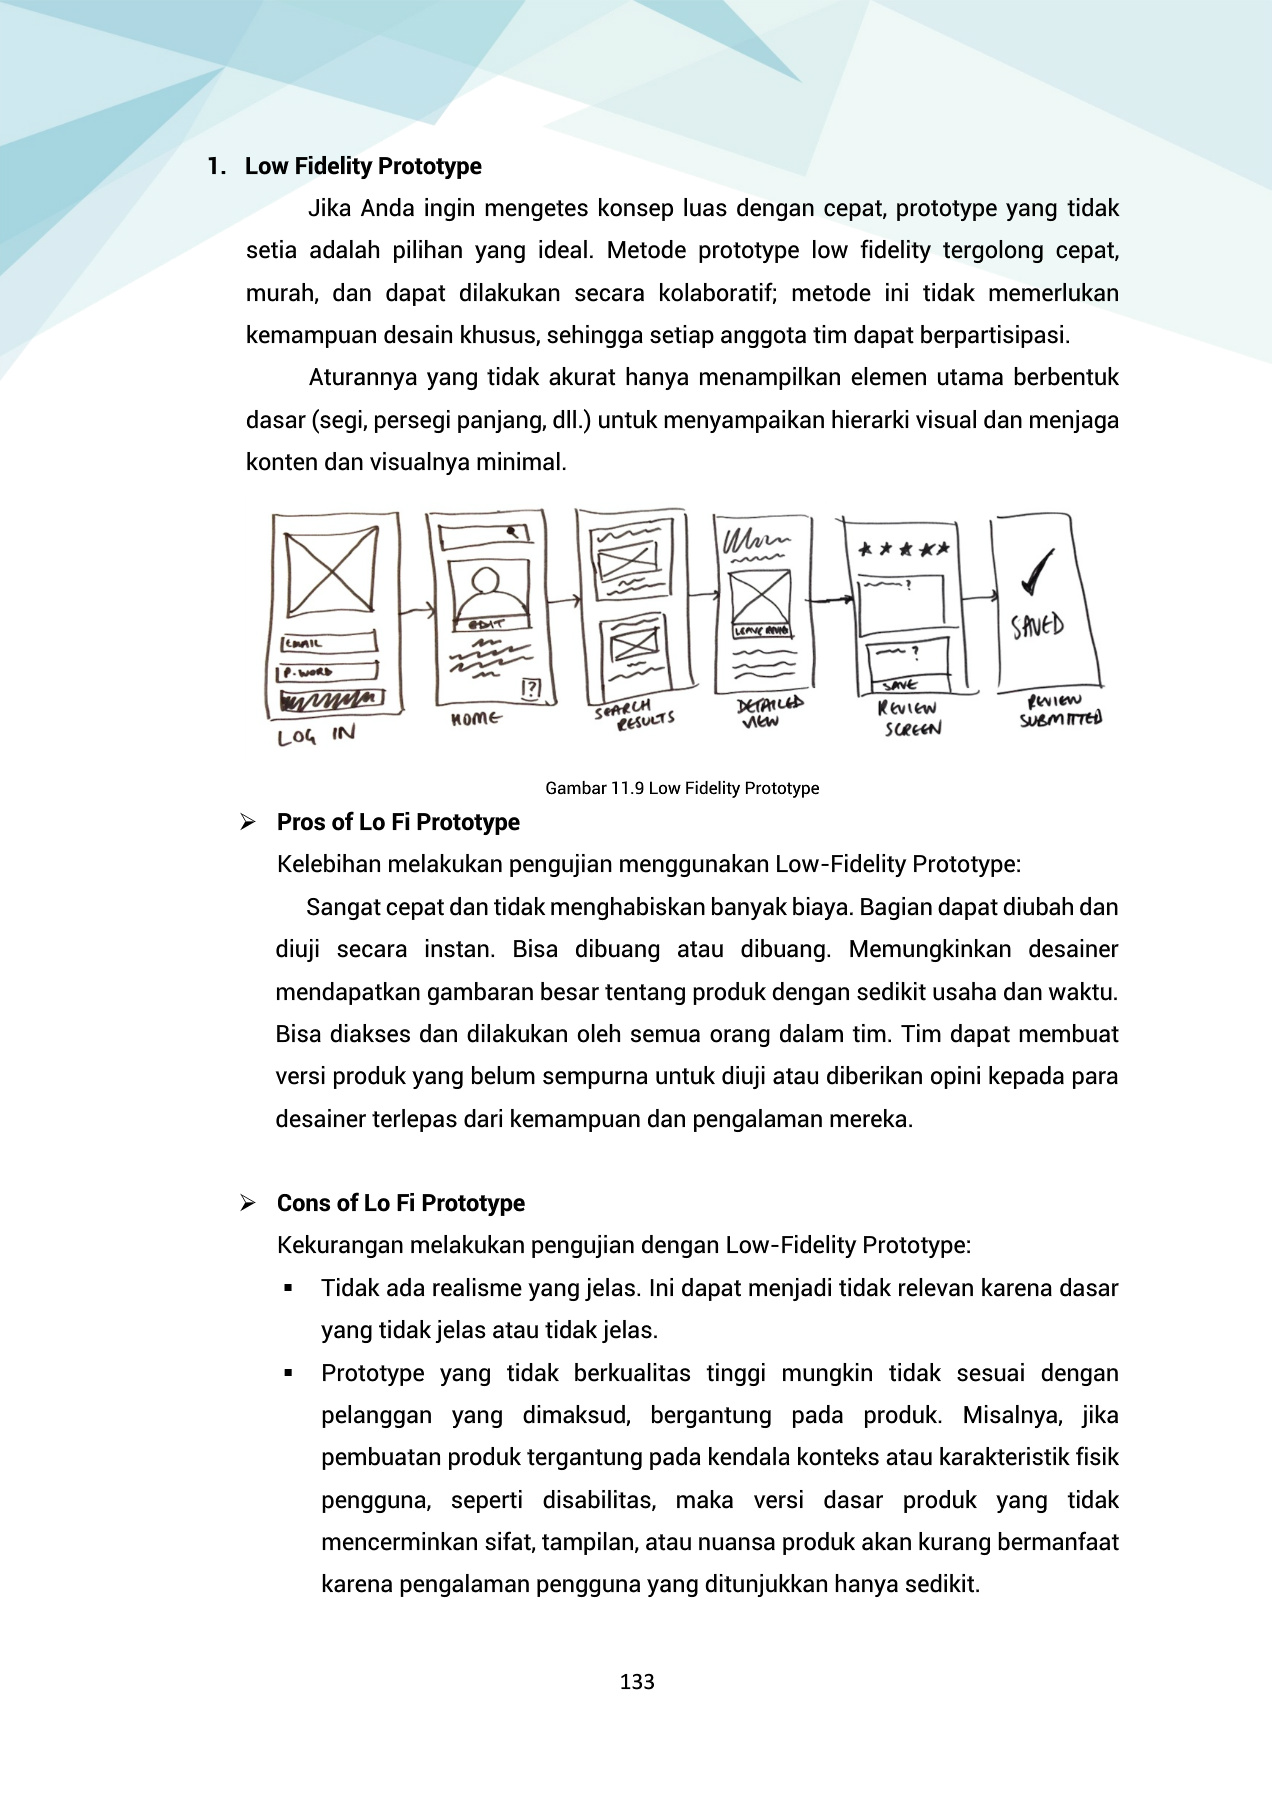 1. Low Fidelity Prototype
Jika Anda ingin mengetes konsep luas dengan cepat, prototype yang tidak
setia adalah pilihan yang ideal. Metode prototype low fidelity tergolong cepat,
murah, dan dapat dilakukan secara kolaboratif; metode ini tidak memerlukan
kemampuan desain khusus, sehingga setiap anggota tim dapat berpartisipasi.
Aturannya yang tidak akurat hanya menampilkan elemen utama berbentuk
dasar (segi, persegi panjang, dll.) untuk menyampaikan hierarki visual dan menjaga
konten dan visualnya minimal.
EMAIL
P.WORD
LOG IN
EDIT
?
HOME
SEARCH
RESULTS
LEAVE REVIEW
DETAILED
VIEW
?
?
SAVE
REVIEW
SCREEN
SAVED
REVIEW
SUBMITTED
Gambar 11.9 Low Fidelity Prototype
➢ Pros of Lo Fi Prototype
Kelebihan melakukan pengujian menggunakan Low-Fidelity Prototype:
Sangat cepat dan tidak menghabiskan banyak biaya. Bagian dapat diubah dan
diuji secara instan. Bisa dibuang atau dibuang. Memungkinkan desainer
mendapatkan gambaran besar tentang produk dengan sedikit usaha dan waktu.
Bisa diakses dan dilakukan oleh semua orang dalam tim. Tim dapat membuat
versi produk yang belum sempurna untuk diuji atau diberikan opini kepada para
desainer terlepas dari kemampuan dan pengalaman mereka.
➢ Cons of Lo Fi Prototype
Kekurangan melakukan pengujian dengan Low-Fidelity Prototype:
▪ Tidak ada realisme yang jelas. Ini dapat menjadi tidak relevan karena dasar
yang tidak jelas atau tidak jelas.
▪ Prototype yang tidak berkualitas tinggi mungkin tidak sesuai dengan
pelanggan yang dimaksud, bergantung pada produk. Misalnya, jika
pembuatan produk tergantung pada kendala konteks atau karakteristik fisik
pengguna, seperti disabilitas, maka versi dasar produk yang tidak
mencerminkan sifat, tampilan, atau nuansa produk akan kurang bermanfaat
karena pengalaman pengguna yang ditunjukkan hanya sedikit.
133